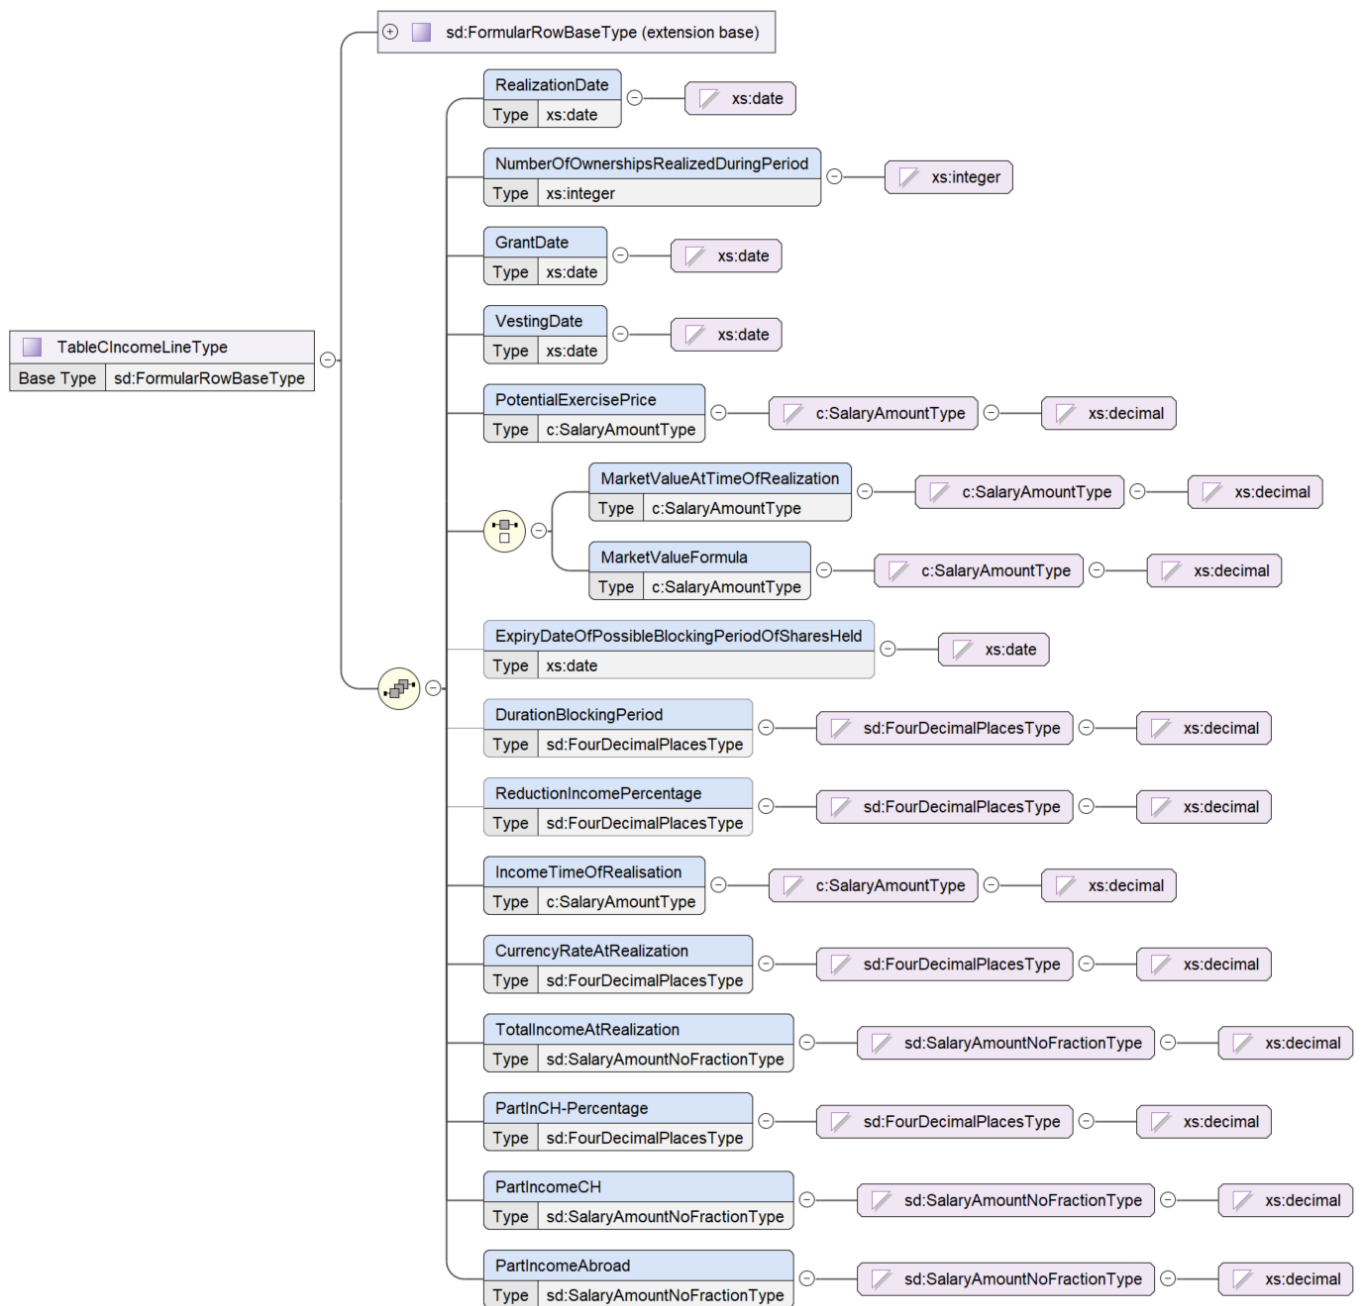 sd:FormularRowBaseType (extension base)
RealizationDate
Type xs:date
xs:date
NumberOfOwnershipsRealizedDuringPeriod
Type xs:integer
xs:integer
GrantDate
Type xs:date
xs:date
VestingDate
Type xs:date
xs:date
TableCIncomeLineType
Base Type sd:FormularRowBaseType
PotentialExercisePrice
Type c:SalaryAmountType
c:SalaryAmountType
xs:decimal
MarketValueAtTimeOfRealization
Type c:SalaryAmountType
c:SalaryAmountType
xs:decimal
MarketValueFormula
Type c:SalaryAmountType
c:SalaryAmountType
xs:decimal
ExpiryDateOfPossibleBlockingPeriodOfSharesHeld
Type xs:date
xs:date
DurationBlockingPeriod
Type sd:FourDecimalPlacesType
sd:FourDecimalPlacesType
xs:decimal
ReductionIncomePercentage
Type sd:FourDecimalPlacesType
sd:FourDecimalPlacesType
xs:decimal
IncomeTimeOfRealisation
Type c:SalaryAmountType
c:SalaryAmountType
xs:decimal
CurrencyRateAtRealization
Type sd:FourDecimalPlacesType
sd:FourDecimalPlacesType
xs:decimal
TotalIncomeAtRealization
Type sd:SalaryAmountNoFractionType
sd:SalaryAmountNoFractionType
xs:decimal
PartInCH-Percentage
Type sd:FourDecimalPlacesType
sd:FourDecimalPlacesType
xs:decimal
PartIncomeCH
Type sd:SalaryAmountNoFractionType
sd:SalaryAmountNoFractionType
xs:decimal
PartIncomeAbroad
Type sd:SalaryAmountNoFractionType
sd:SalaryAmountNoFractionType
xs:decimal